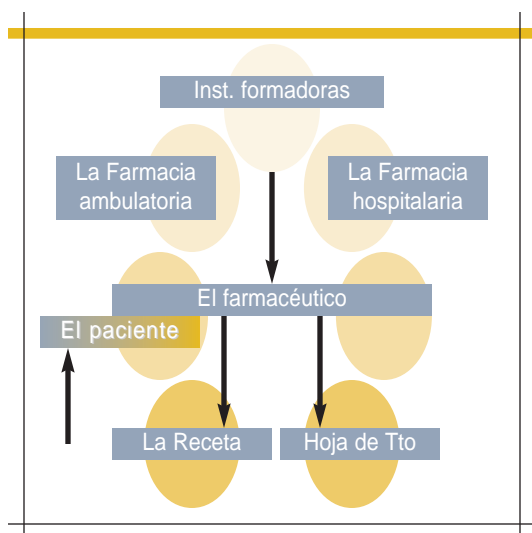 Inst. formadoras
La Farmacia
ambulatoria
La Farmacia
hospitalaria
El farmacéutico
El paciente
La Receta
Hoja de Tto